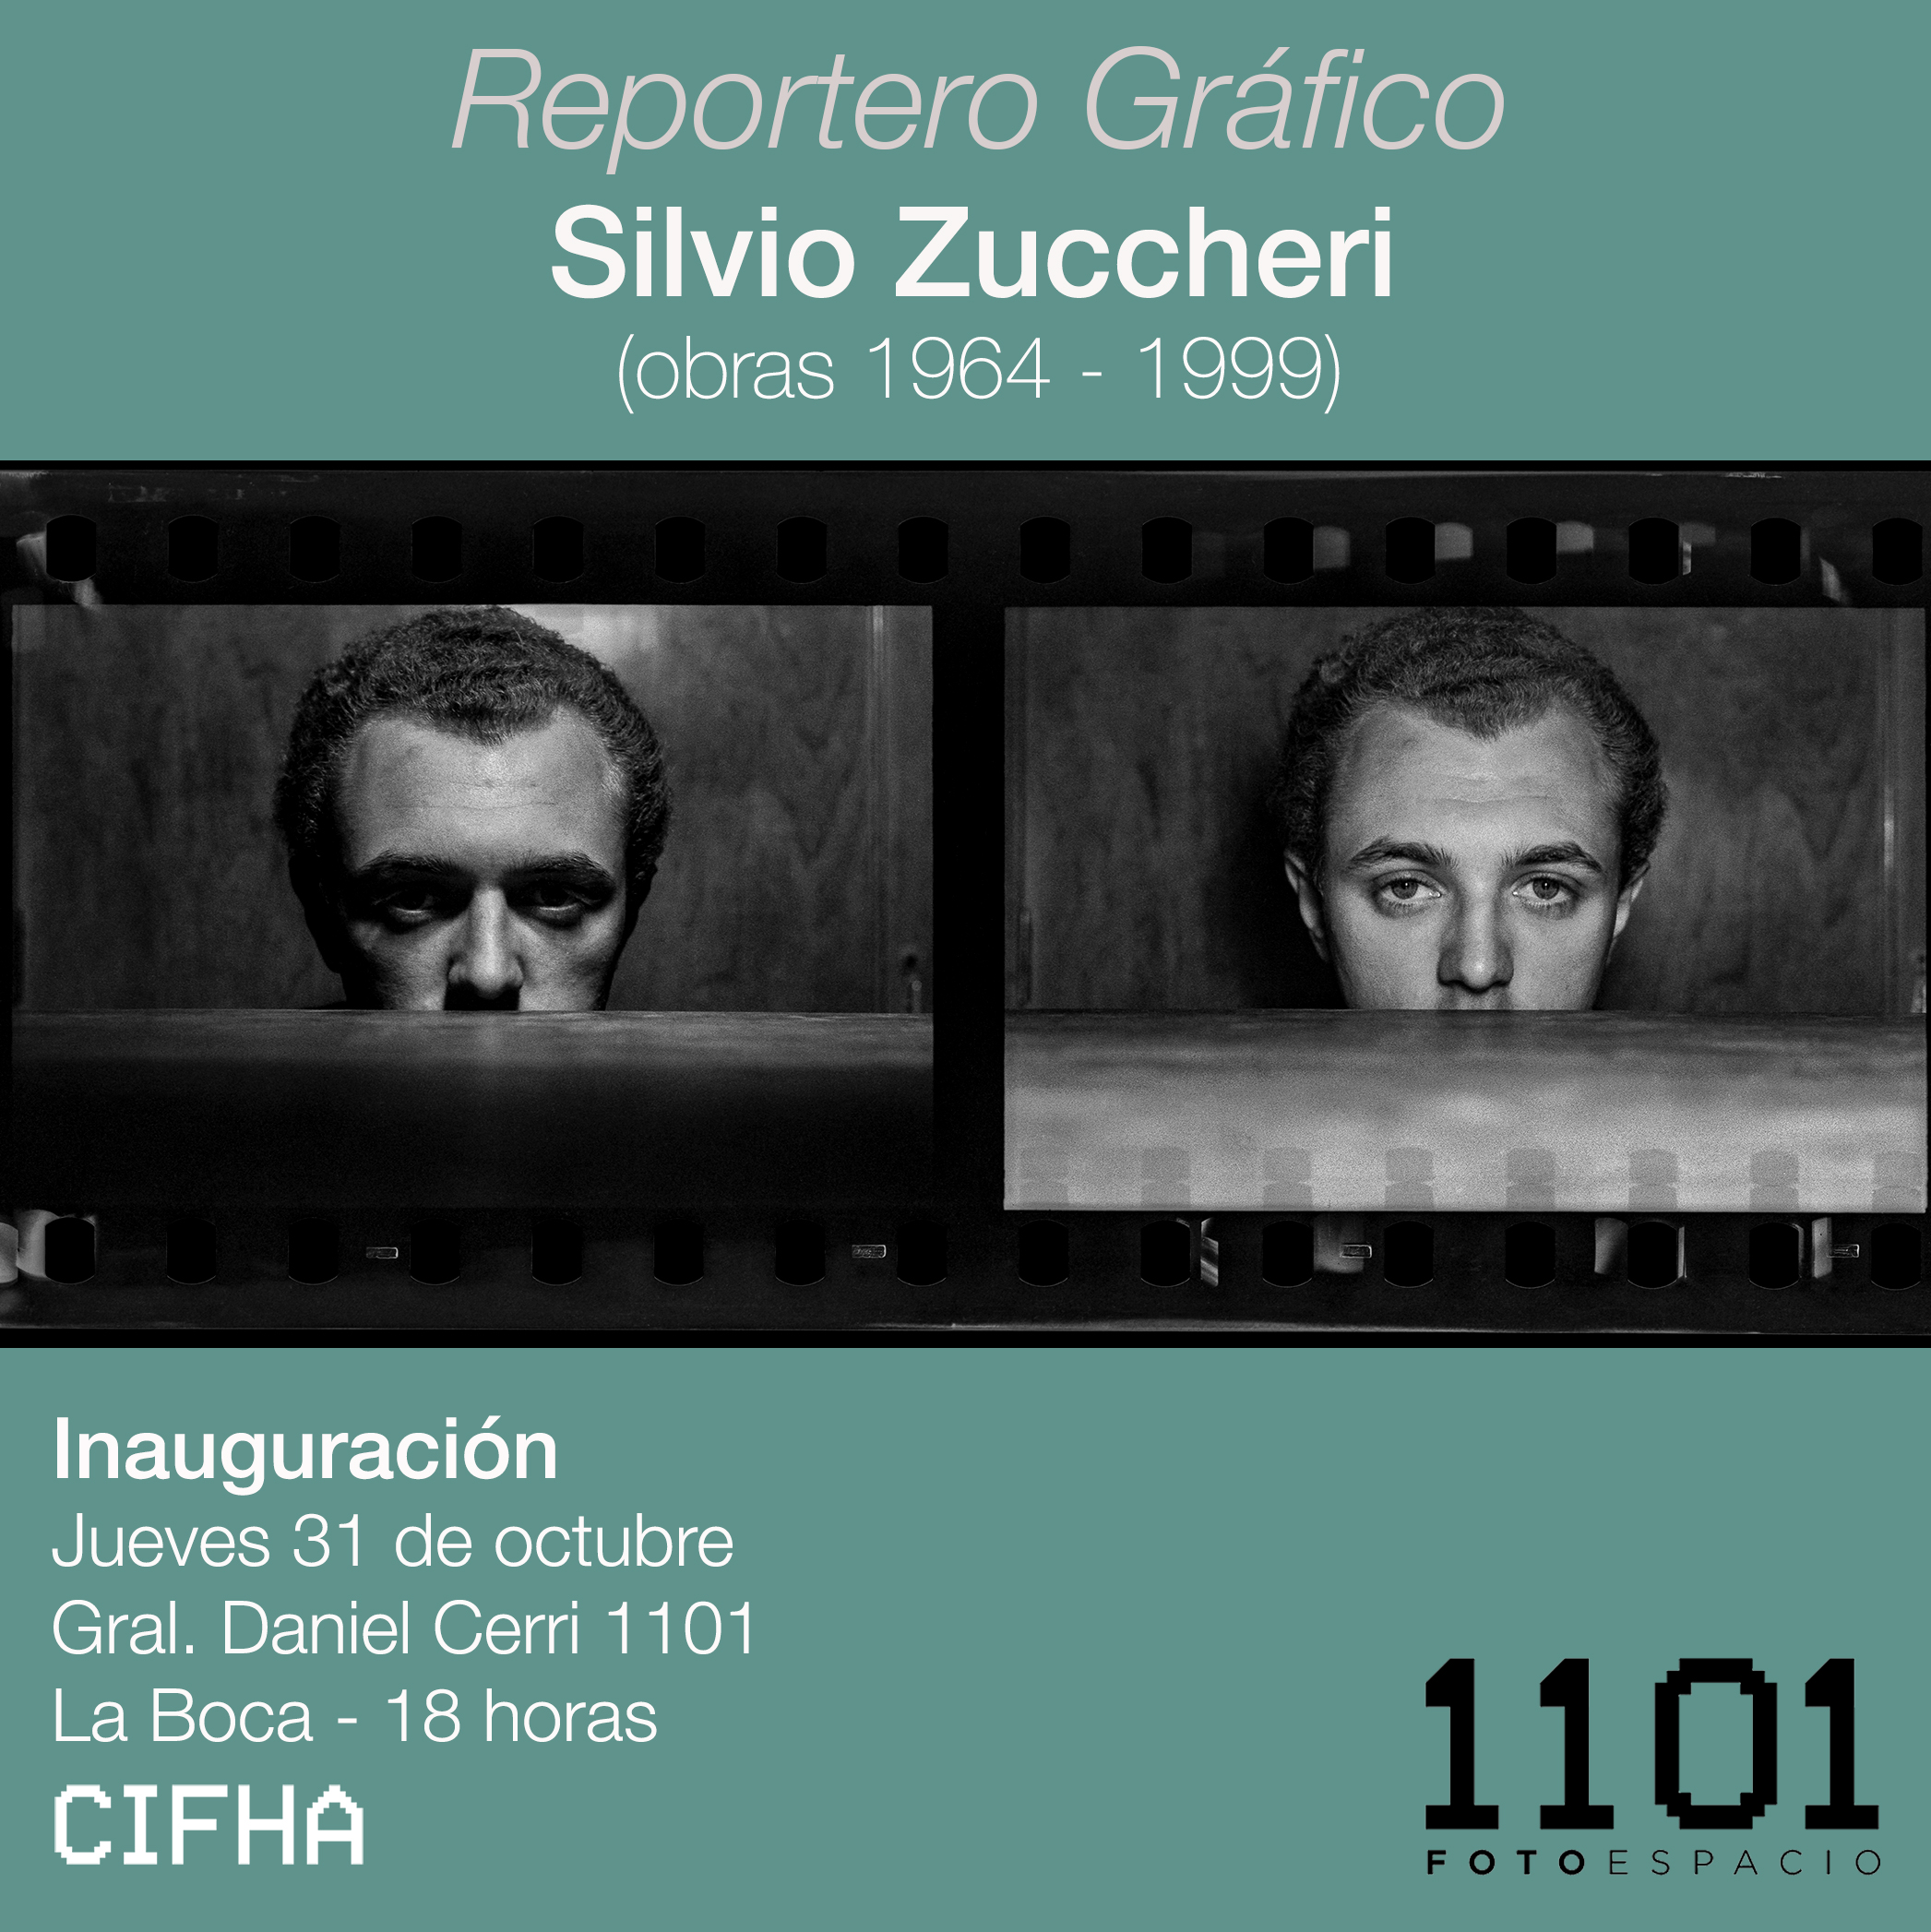 Reportero Gráfico
Silvio Zuccheri
(obras 1964 - 1999)
Inauguración
Jueves 31 de octubre
Gral. Daniel Cerri 1101
La Boca - 18 horas
CIFHA
1101
FOTOESPACIO